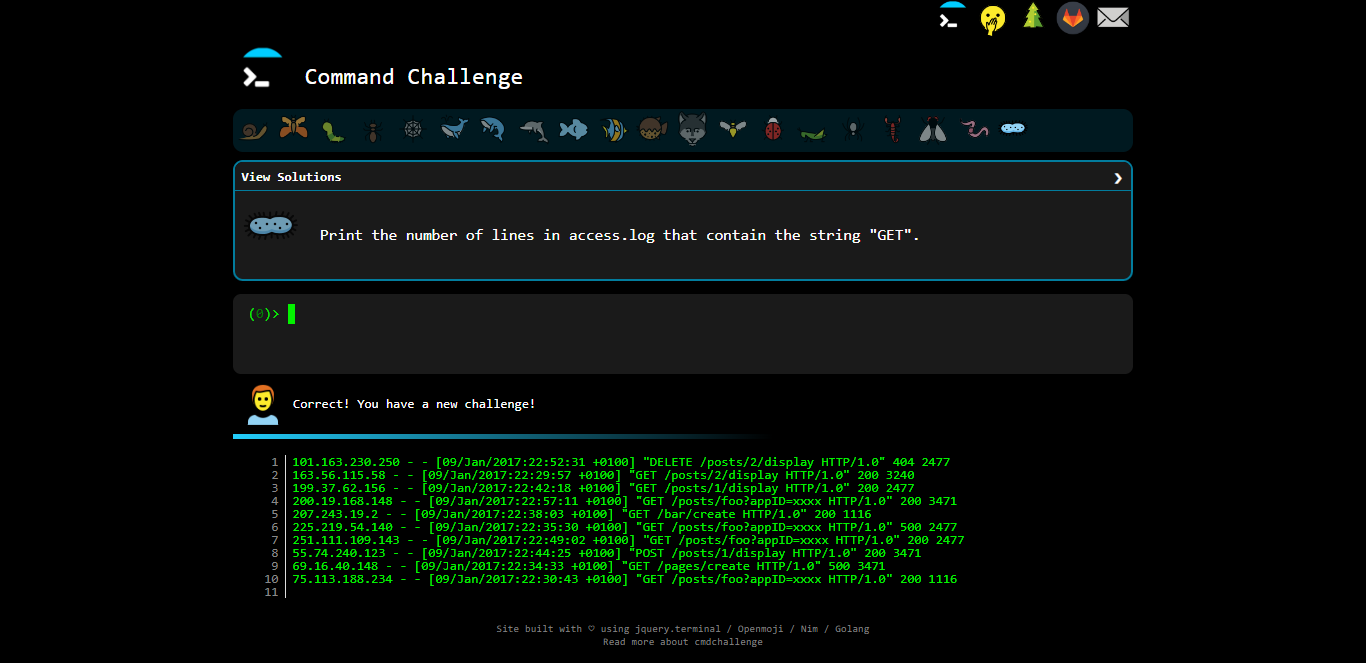 Command Challenge
View Solutions
Print the number of lines in access.log that contain the string "GET".
(0)>
Correct! You have a new challenge!
1 101.163.230.250 - - [09/Jan/2017:22:52:31 +0100] "DELETE /posts/2/display HTTP/1.0" 404 2477
2 163.56.115.58 - - [09/Jan/2017:22:29:57 +0100] "GET /posts/2/display HTTP/1.0" 200 3240
3 199.37.62.156 - - [09/Jan/2017:22:42:18 +0100] "GET /posts/1/display HTTP/1.0" 200 2477
4 200.19.168.148 - - [09/Jan/2017:22:57:11 +0100] "GET /posts/foo?appID=xxxx HTTP/1.0" 200 3471
5 207.243.19.2 - - [09/Jan/2017:22:38:03 +0100] "GET /bar/create HTTP/1.0" 200 1116
6 225.219.54.140 - - [09/Jan/2017:22:35:30 +0100] "GET /posts/foo?appID=xxxx HTTP/1.0" 500 2477
7 251.111.109.143 - - [09/Jan/2017:22:49:02 +0100] "GET /posts/foo?appID=xxxx HTTP/1.0" 200 2477
8 55.74.240.123 - - [09/Jan/2017:22:44:25 +0100] "POST /posts/1/display HTTP/1.0" 200 3471
9 69.16.40.148 - - [09/Jan/2017:22:34:33 +0100] "GET /pages/create HTTP/1.0" 500 3471
10 75.113.188.234 - - [09/Jan/2017:22:30:43 +0100] "GET /posts/foo?appID=xxxx HTTP/1.0" 200 1116
11
Site built with ♡ using jquery.terminal / Openmoji / Nim / Golang
Read more about cmdchallenge